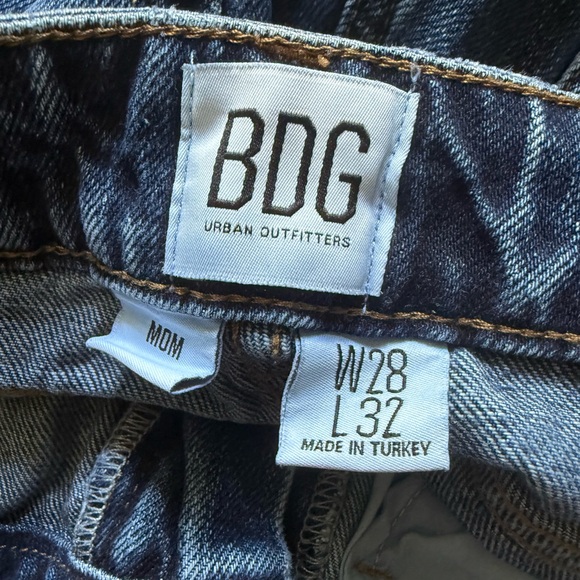 BDG
URBAN OUTFITTERS
MOM
W28
L32
MADE IN TURKEY